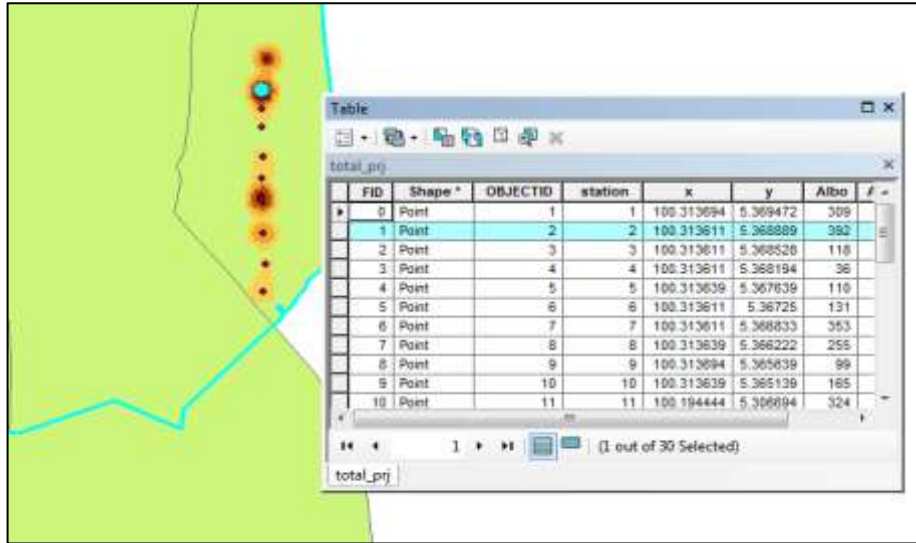 Table
total_prj
FID Shape * OBJECTID station x y Albo
0 Point 1 1 100.313694 5.369472 309
1 Point 2 2 100.313611 5.368889 392
2 Point 3 3 100.313611 5.368528 118
3 Point 4 4 100.313611 5.368194 36
4 Point 5 5 100.313639 5.367639 110
5 Point 6 6 100.313611 5.36725 131
6 Point 7 7 100.313611 5.366833 353
7 Point 8 8 100.313639 5.366222 255
8 Point 9 9 100.313694 5.365639 99
9 Point 10 10 100.313639 5.365139 165
10 Point 11 11 100.194444 5.306694 324
1 (1 out of 30 Selected)
total_prj